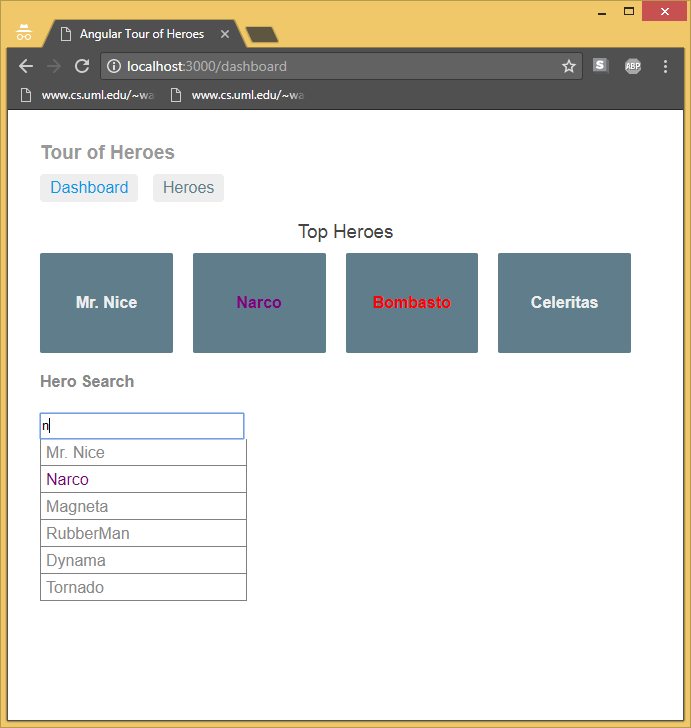 Angular Tour of Heroes
localhost:3000/dashboard
S
ABP
www.cs.uml.edu/~wa www.cs.uml.edu/~wa
Tour of Heroes
Dashboard Heroes
Top Heroes
Mr. Nice Narco Bombasto Celeritas
Hero Search
n
Mr. Nice
Narco
Magneta
RubberMan
Dynama
Tornado